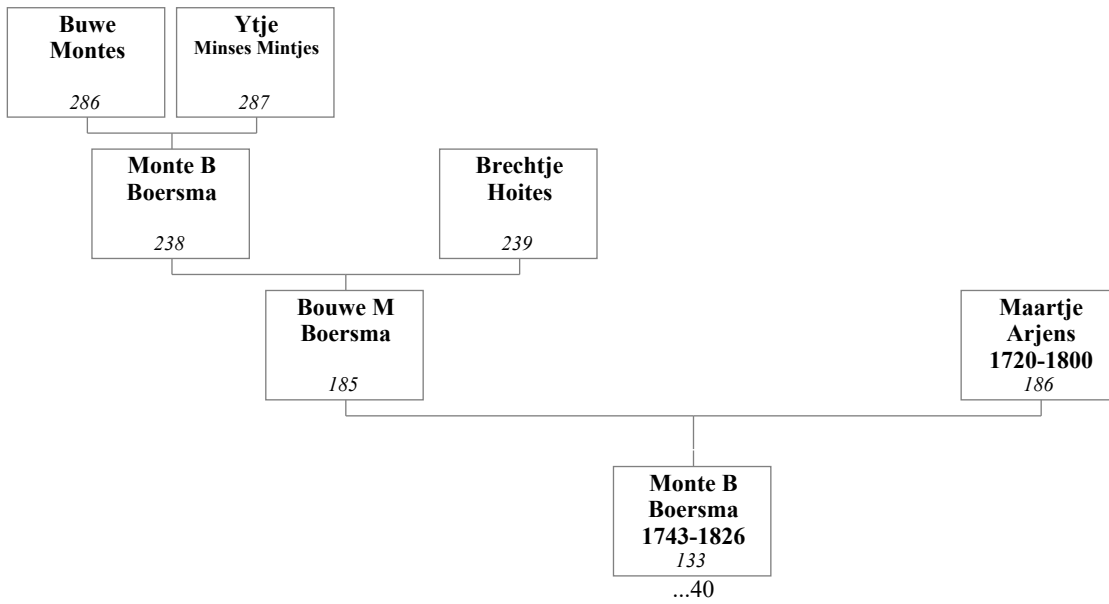 Buwe
Montes
286
Ytje
Minses Mintjes
287
Monte B
Boersma
238
Brechtje
Hoites
239
Bouwe M
Boersma
185
Maartje
Arjens
1720-1800
186
Monte B
Boersma
1743-1826
133
...40